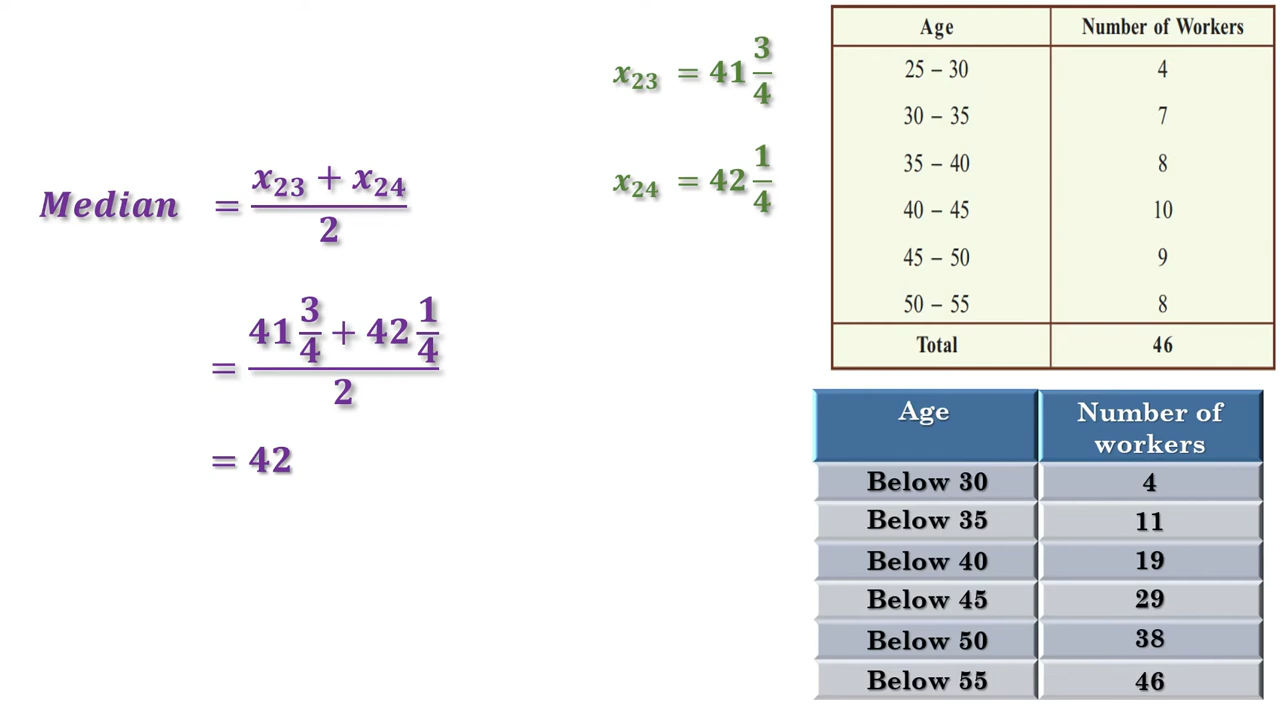 x₂₃ = 41 3/4
x₂₄ = 42 1/4
Median = (x₂₃ + x₂₄)/2
= (41 3/4 + 42 1/4)/2
= 42
Age Number of Workers
25 – 30 4
30 – 35 7
35 – 40 8
40 – 45 10
45 – 50 9
50 – 55 8
Total 46
Age Number of
workers
Below 30 4
Below 35 11
Below 40 19
Below 45 29
Below 50 38
Below 55 46